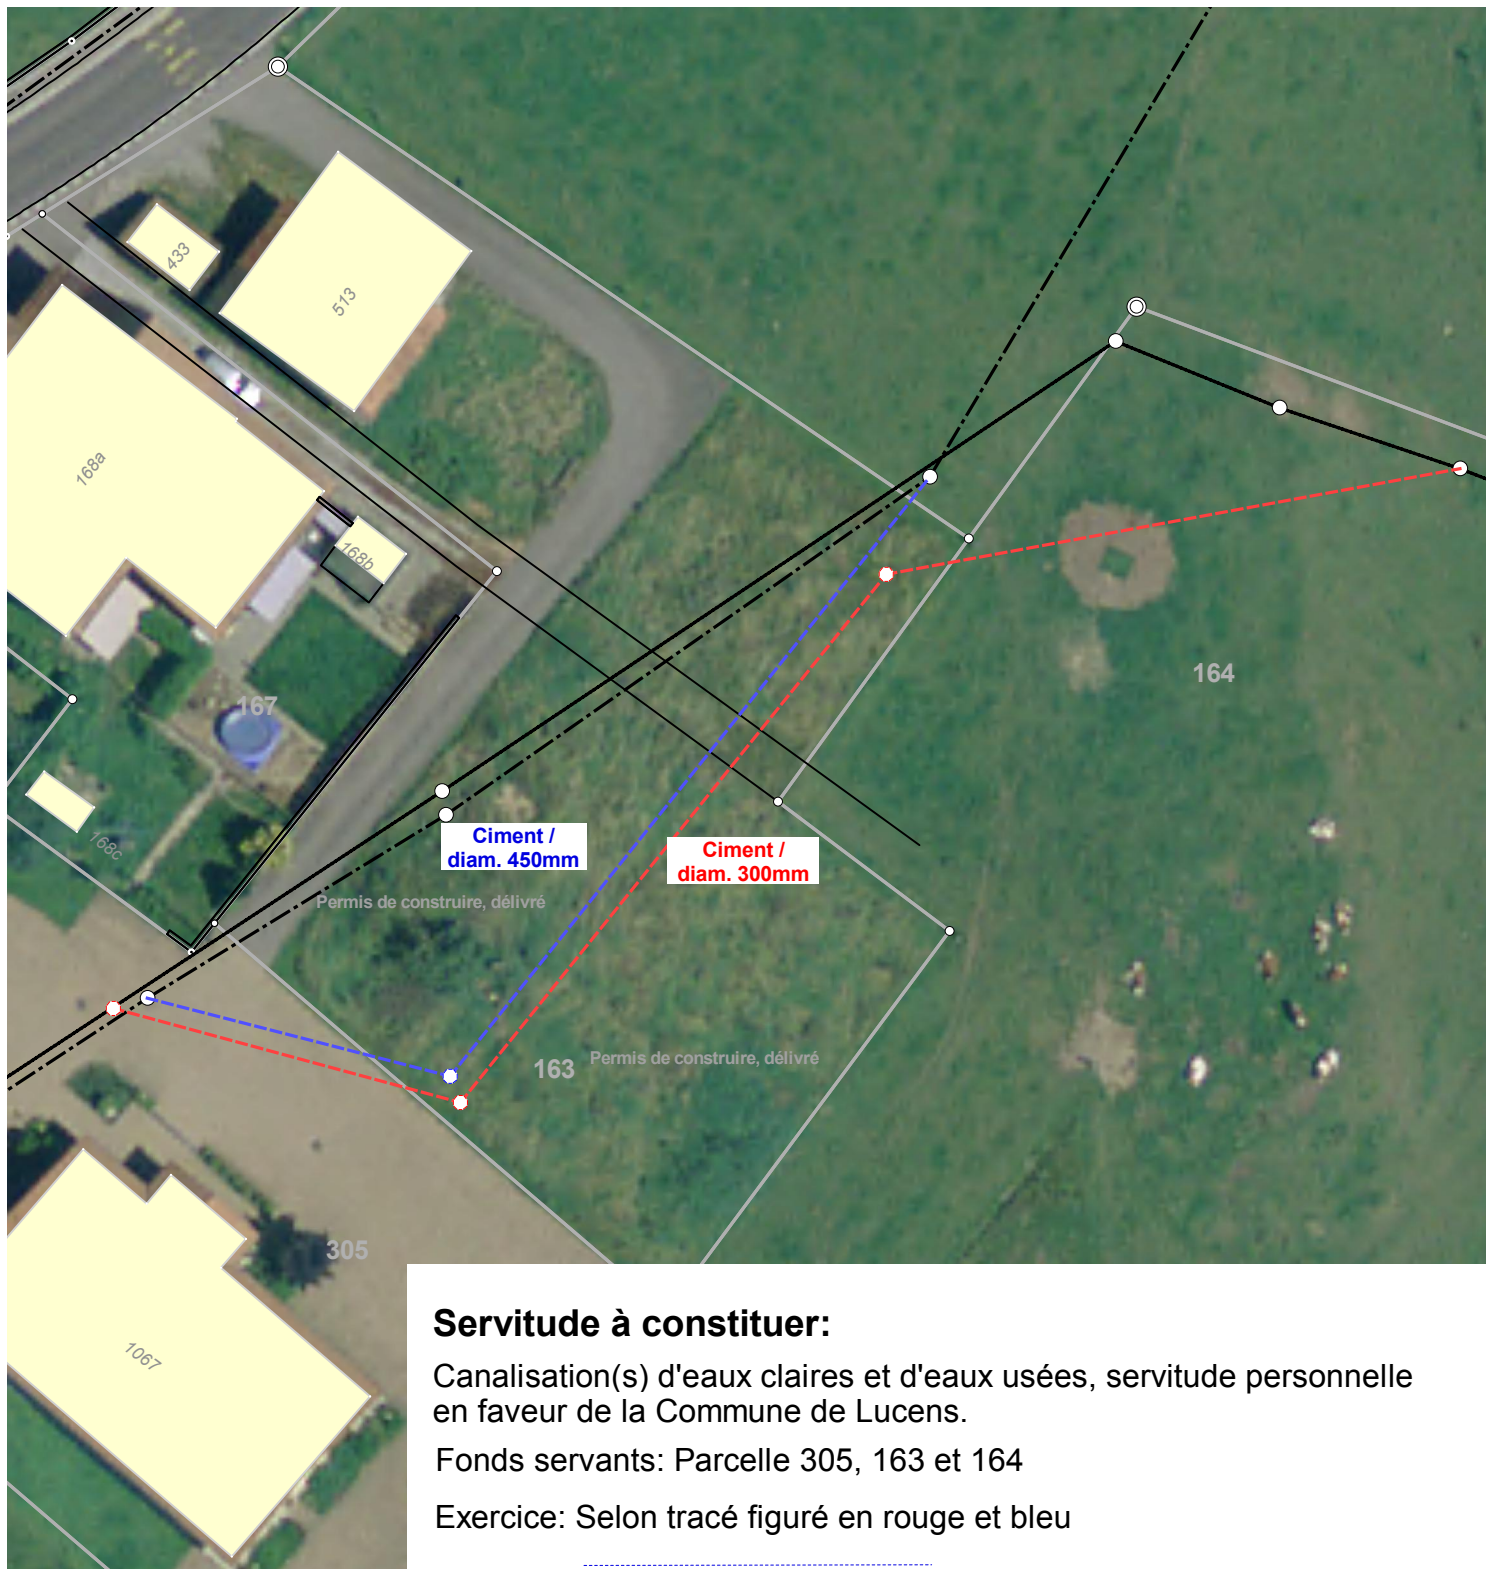 433
513
168a
168b
167
164
168c
Ciment /
diam. 450mm
Ciment /
diam. 300mm
Permis de construire, délivré
163
Permis de construire, délivré
305
1067
Servitude à constituer:
Canalisation(s) d'eaux claires et d'eaux usées, servitude personnelle
en faveur de la Commune de Lucens.
Fonds servants: Parcelle 305, 163 et 164
Exercice: Selon tracé figuré en rouge et bleu